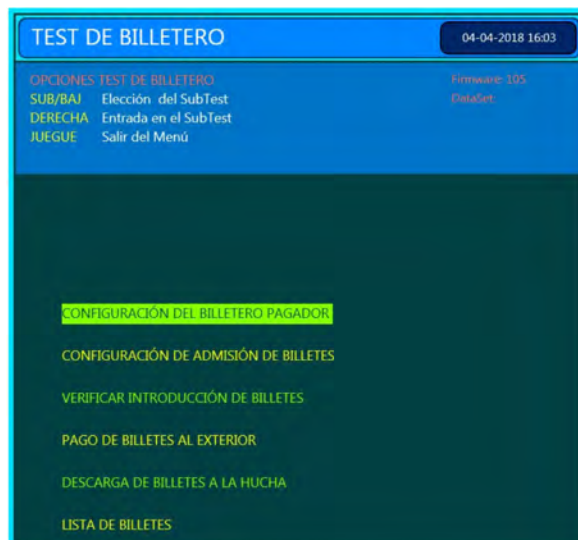 TEST DE BILLETERO
04-04-2018 16:03
OPCIONES TEST DE BILLETERO
Firmware: 105
SUB/BAJ Elección del SubTest
DataSet:
DERECHA Entrada en el SubTest
JUEGUE Salir del Menú
CONFIGURACIÓN DEL BILLETERO PAGADOR
CONFIGURACIÓN DE ADMISIÓN DE BILLETES
VERIFICAR INTRODUCCIÓN DE BILLETES
PAGO DE BILLETES AL EXTERIOR
DESCARGA DE BILLETES A LA HUCHA
LISTA DE BILLETES